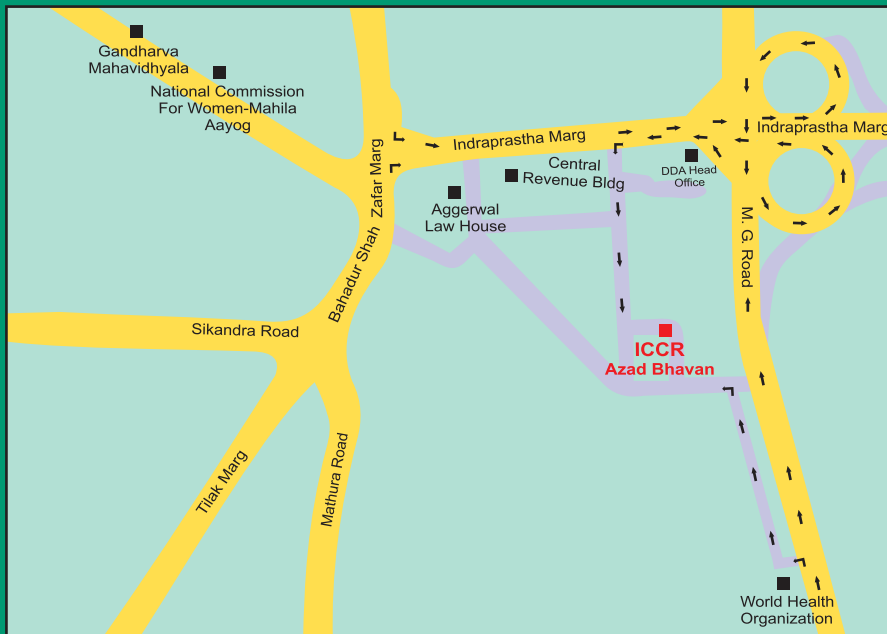 Gandharva
Mahavidhyala
National Commission
For Women-Mahila
Aayog
Indraprastha Marg
Indraprastha Marg
Central
Revenue Bldg
DDA Head
Office
Aggerwal
Law House
Bahadur Shah Zafar Marg
M. G. Road
Sikandra Road
ICCR
Azad Bhavan
Tilak Marg
Mathura Road
World Health
Organization